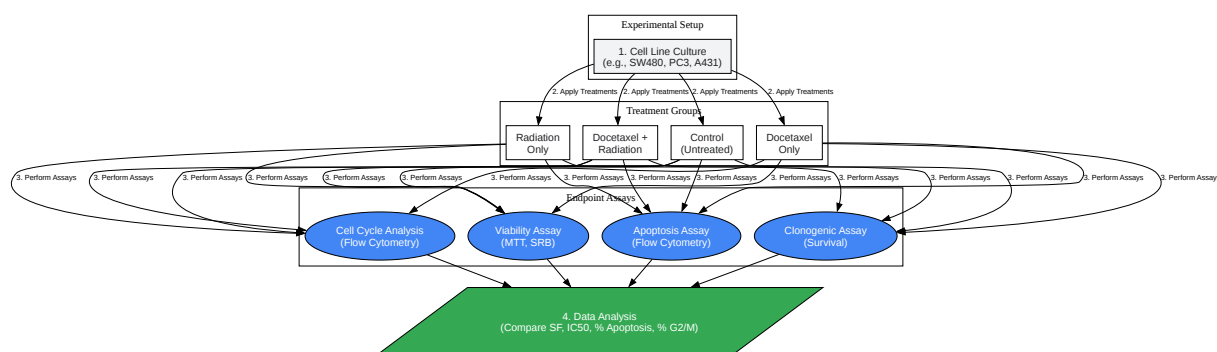 Experimental Setup
1. Cell Line Culture
(e.g., SW480, PC3, A431)
2. Apply Treatments 2. Apply Treatments 2. Apply Treatments 2. Apply Treatments
Treatment Groups
Radiation
Only
Docetaxel +
Radiation
Control
(Untreated)
Docetaxel
Only
3. Perform Assays 3. Perform Assays 3. Perform Assays 3. Perform Assays 3. Perform Assays 3. Perform Assays 3. Perform Assays 3. Perform Assays 3. Perform Assays 3. Perform Assays 3. Perform Assays 3. Perform Assays 3. Perform Assays 3. Perform Assays 3. Perform Assays 3. Perform Assay
Endpoint Assays
Cell Cycle Analysis
(Flow Cytometry)
Viability Assay
(MTT, SRB)
Apoptosis Assay
(Flow Cytometry)
Clonogenic Assay
(Survival)
4. Data Analysis
(Compare SF, IC50, % Apoptosis, % G2/M)